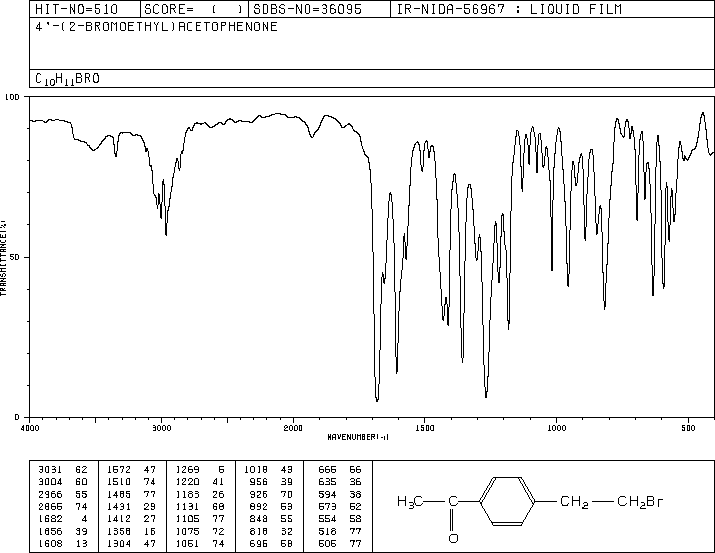 HIT-NO=510 SCORE= ( ) SDBS-NO=36095 IR-NIDA-56967 : LIQUID FILM
4'-(2-BROMOETHYL)ACETOPHENONE
C10H11BRO
100
50
0
TRANSMITTANCE(%)
4000 3000 2000 1500 1000 500
WAVENUMBER(-1)
3031 62 1572 47 1269 5 1018 43 666 66
3004 60 1510 74 1220 41 956 39 635 36
2966 55 1485 77 1183 26 926 70 594 38
2866 74 1431 29 1131 68 892 53 573 52
1682 4 1412 27 1105 77 848 55 554 58
1656 39 1358 16 1075 72 818 32 518 77
1608 13 1304 47 1051 74 696 58 506 77
H3C C CH2 CH2Br
O